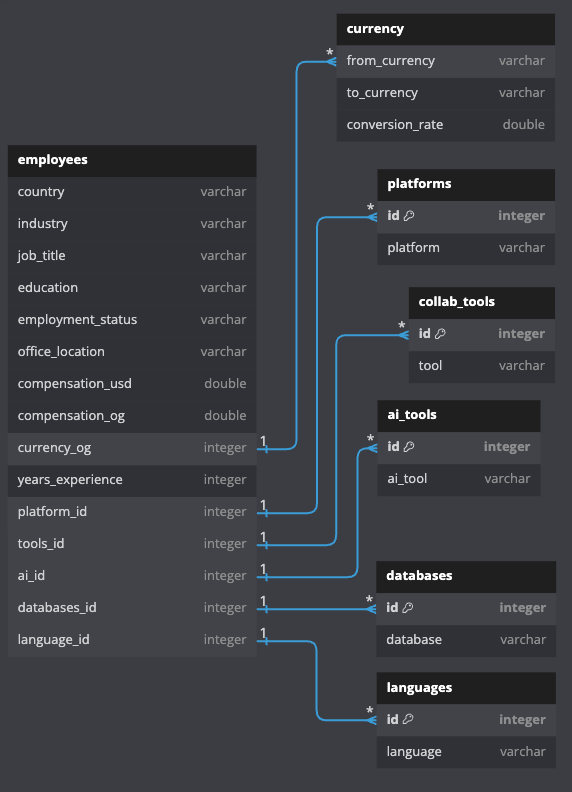 currency
* from_currency varchar
to_currency varchar
conversion_rate double
employees
country varchar
industry varchar
job_title varchar
education varchar
employment_status varchar
office_location varchar
compensation_usd double
compensation_og double
currency_og integer 1
years_experience integer
platform_id integer 1
tools_id integer 1
ai_id integer 1
databases_id integer 1
language_id integer 1
platforms
* id integer
platform varchar
collab_tools
* id integer
tool varchar
ai_tools
* id integer
ai_tool varchar
databases
* id integer
database varchar
languages
* id integer
language varchar